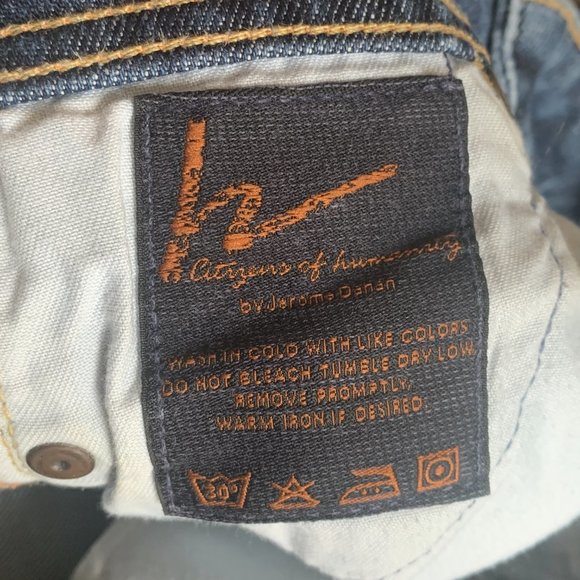 h
Citizens of humanity
by Jerome Dahan
WASH IN COLD WITH LIKE COLORS
DO NOT BLEACH TUMBLE DRY LOW
REMOVE PROMPTLY,
WARM IRON IF DESIRED.
30°